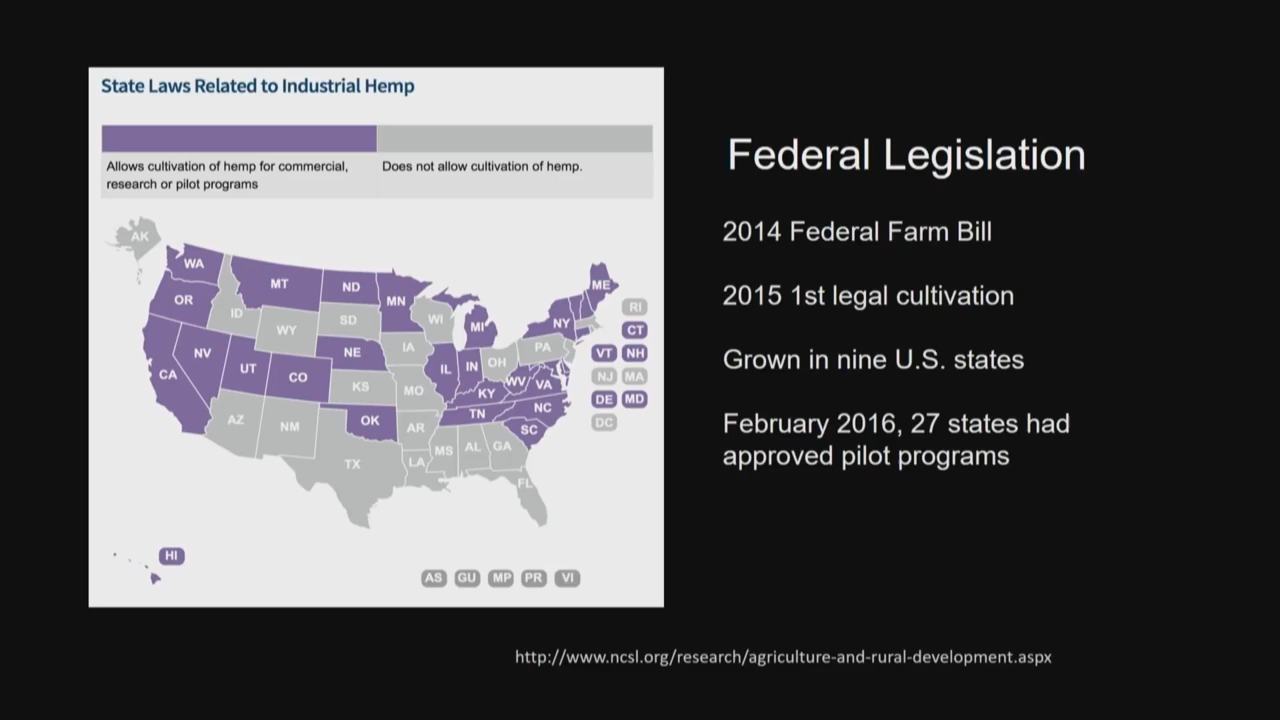 State Laws Related to Industrial Hemp
Allows cultivation of hemp for commercial,
research or pilot programs
Does not allow cultivation of hemp.
AK
WA
MT
ND
MN
ME
OR
ID
WY
SD
WI
MI
NY
RI
CT
NV
UT
CO
NE
IA
IL
IN
OH
PA
VT
NH
CA
KS
MO
KY
WV
VA
NJ
MA
AZ
NM
OK
AR
TN
NC
SC
DE
MD
DC
TX
LA
MS
AL
GA
FL
HI
AS
GU
MP
PR
VI
Federal Legislation
2014 Federal Farm Bill
2015 1st legal cultivation
Grown in nine U.S. states
February 2016, 27 states had
approved pilot programs
http://www.ncsl.org/research/agriculture-and-rural-development.aspx